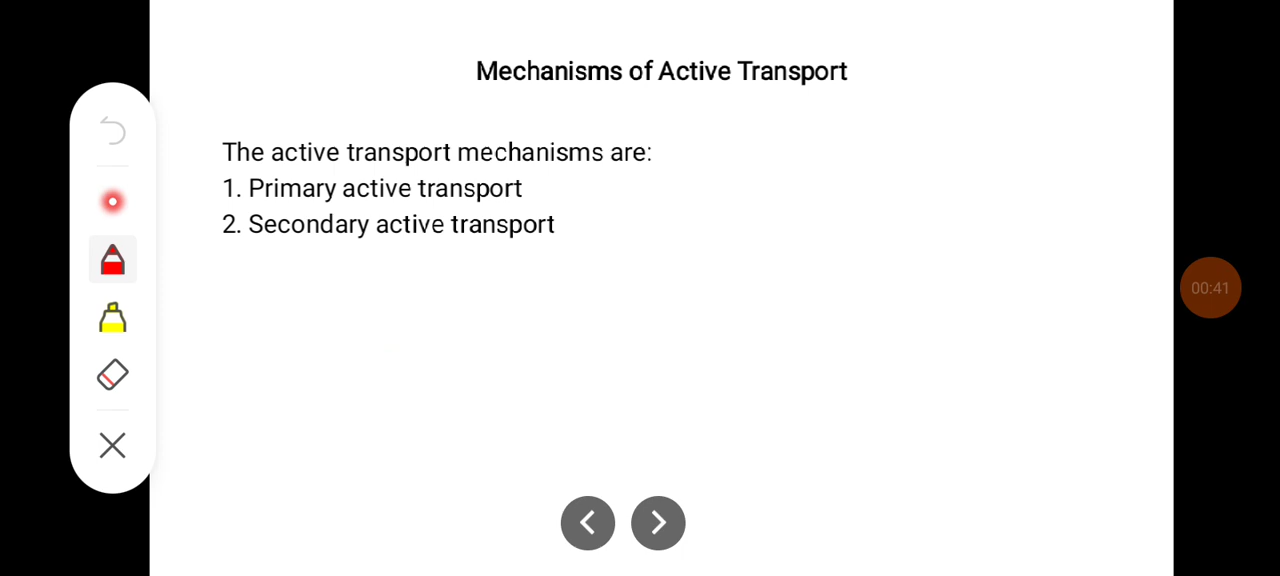 Mechanisms of Active Transport
The active transport mechanisms are:
1. Primary active transport
2. Secondary active transport
00:41